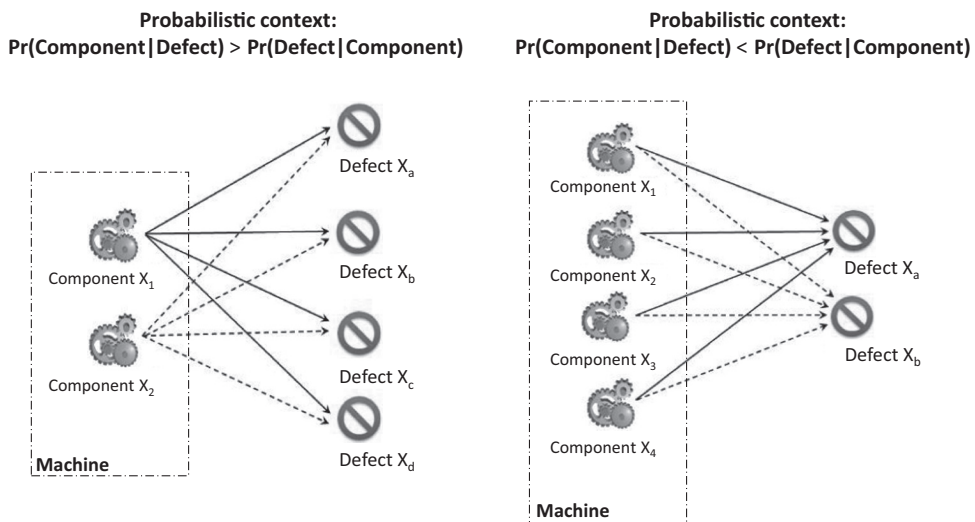 Probabilistic context:
Pr(Component|Defect) > Pr(Defect|Component)
Defect Xa
Component X1
Defect Xb
Component X2
Defect Xc
Defect Xd
Machine
Probabilistic context:
Pr(Component|Defect) < Pr(Defect|Component)
Component X1
Component X2
Defect Xa
Component X3
Defect Xb
Component X4
Machine